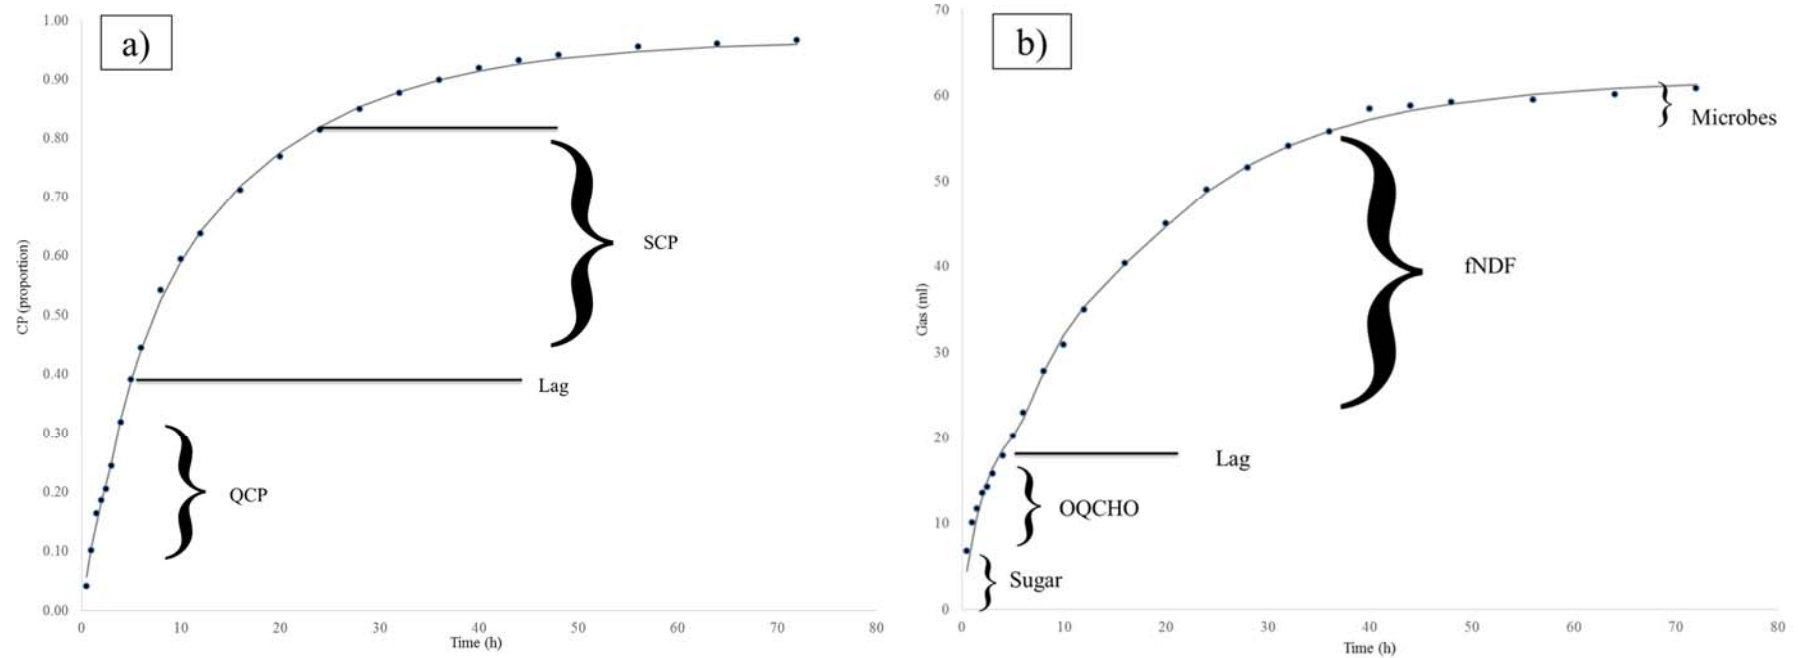 a)
1.00
0.90
0.80
0.70
0.60
0.50
0.40
0.30
0.20
0.10
0.00
CP (proportion)
SCP
Lag
QCP
0 10 20 30 40 50 60 70 80
Time (h)
b)
70
60
50
40
30
20
10
0
Gas (ml)
Microbes
fNDF
Lag
OQCHO
Sugar
0 10 20 30 40 50 60 70 80
Time (h)